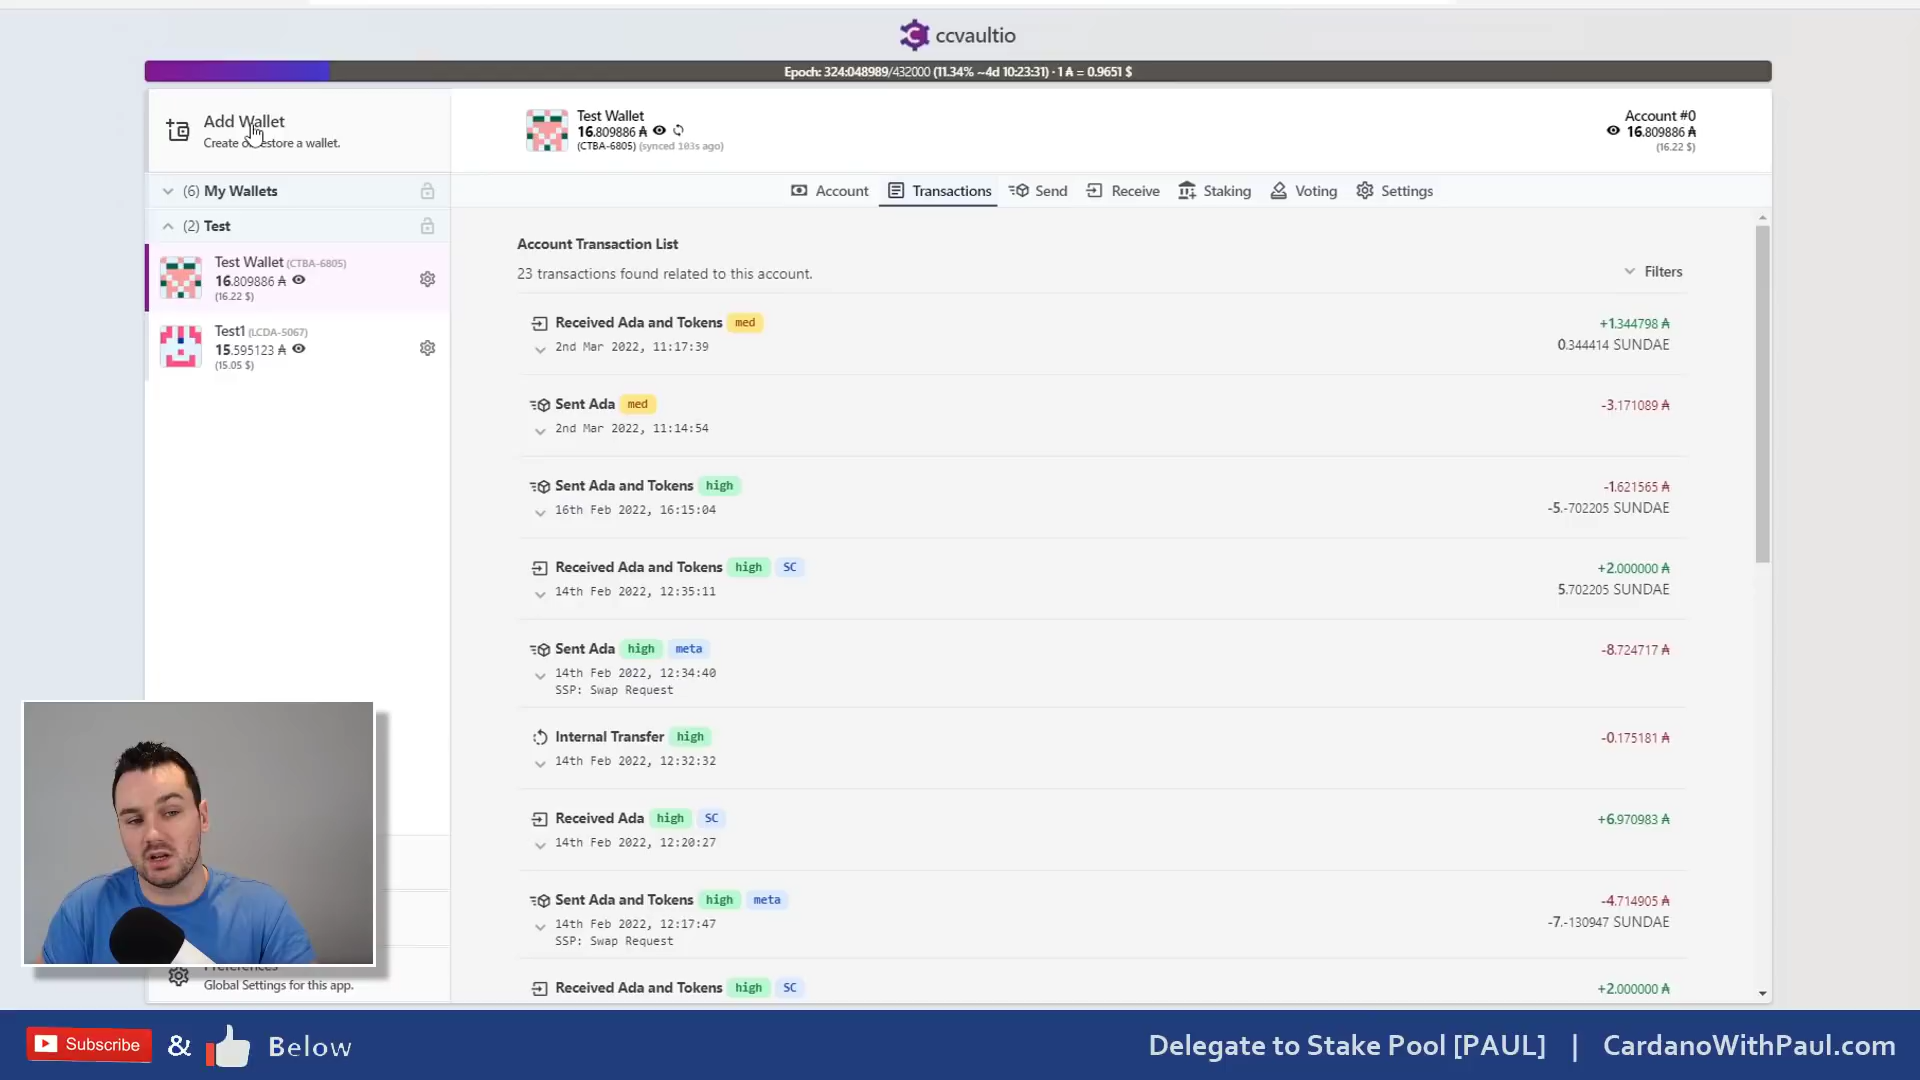 ccvaultio
Epoch: 324:048989/432000 (11.34% ~4d 10:23:31) · 1 ₳ = 0.9651 $
Add Wallet
Create or restore a wallet.
(6) My Wallets
(2) Test
Test Wallet (CTBA-6805)
16.809886 ₳
(16.22 $)
Test1 (LCDA-5067)
15.595123 ₳
(15.05 $)
Preferences
Global Settings for this app.
Test Wallet
16.809886 ₳
(CTBA-6805) (synced 103s ago)
Account #0
16.809886 ₳
(16.22 $)
Account Transactions Send Receive Staking Voting Settings
Account Transaction List
23 transactions found related to this account.
Filters
Received Ada and Tokens med +1.344798 ₳
2nd Mar 2022, 11:17:39 0.344414 SUNDAE
Sent Ada med -3.171089 ₳
2nd Mar 2022, 11:14:54
Sent Ada and Tokens high -1.621565 ₳
16th Feb 2022, 16:15:04 -5.-702205 SUNDAE
Received Ada and Tokens high SC +2.000000 ₳
14th Feb 2022, 12:35:11 5.702205 SUNDAE
Sent Ada high meta -8.724717 ₳
14th Feb 2022, 12:34:40
SSP: Swap Request
Internal Transfer high -0.175181 ₳
14th Feb 2022, 12:32:32
Received Ada high SC +6.970983 ₳
14th Feb 2022, 12:20:27
Sent Ada and Tokens high meta -4.714905 ₳
14th Feb 2022, 12:17:47 -7.-130947 SUNDAE
SSP: Swap Request
Received Ada and Tokens high SC +2.000000 ₳
Subscribe & Below
Delegate to Stake Pool [PAUL] | CardanoWithPaul.com